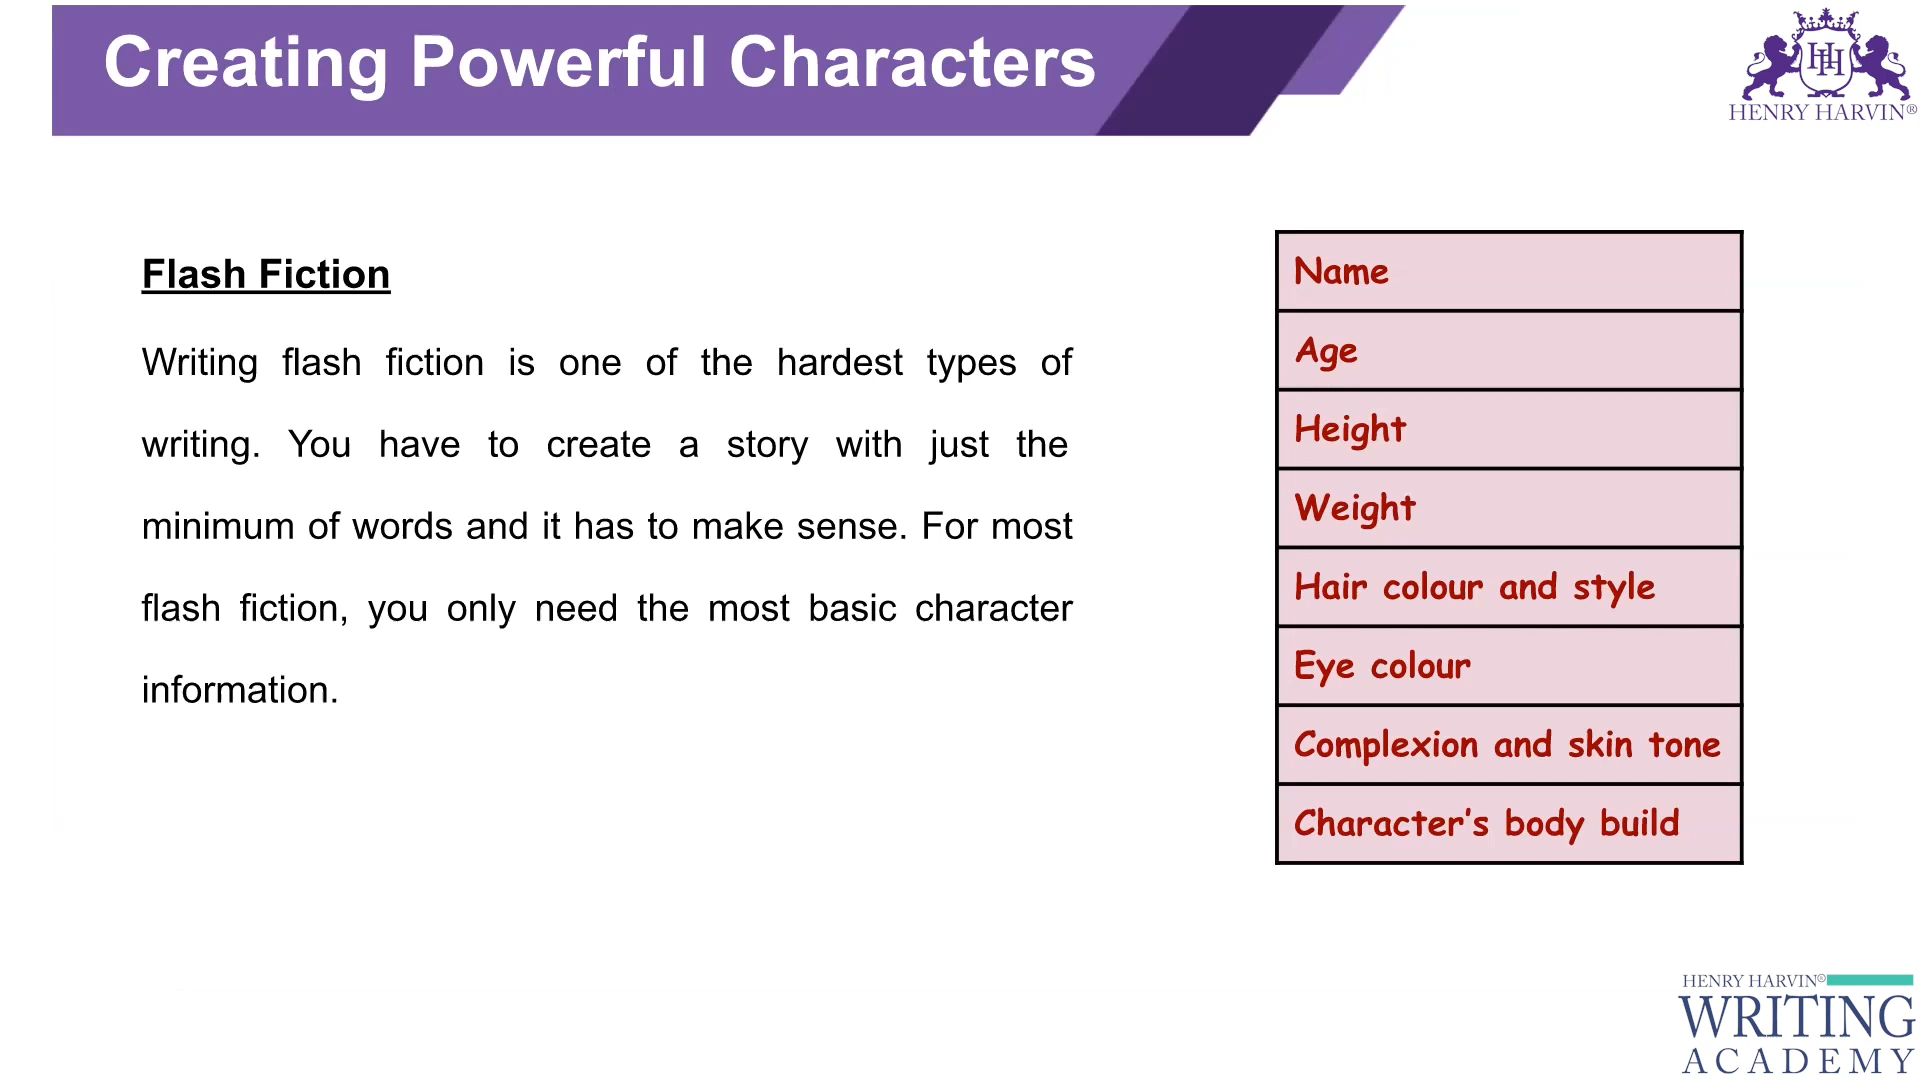 Creating Powerful Characters
HH
HENRY HARVIN®
Flash Fiction
Writing flash fiction is one of the hardest types of
writing. You have to create a story with just the
minimum of words and it has to make sense. For most
flash fiction, you only need the most basic character
information.
Name
Age
Height
Weight
Hair colour and style
Eye colour
Complexion and skin tone
Character's body build
HENRY HARVIN®
WRITING
ACADEMY